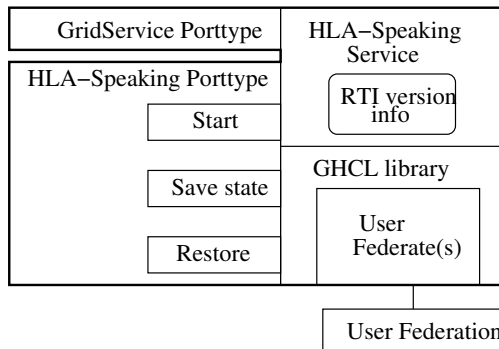 GridService Porttype
HLA−Speaking
Service
HLA−Speaking Porttype
RTI version
info
Start
GHCL library
Save state
User
Federate(s)
Restore
User Federation